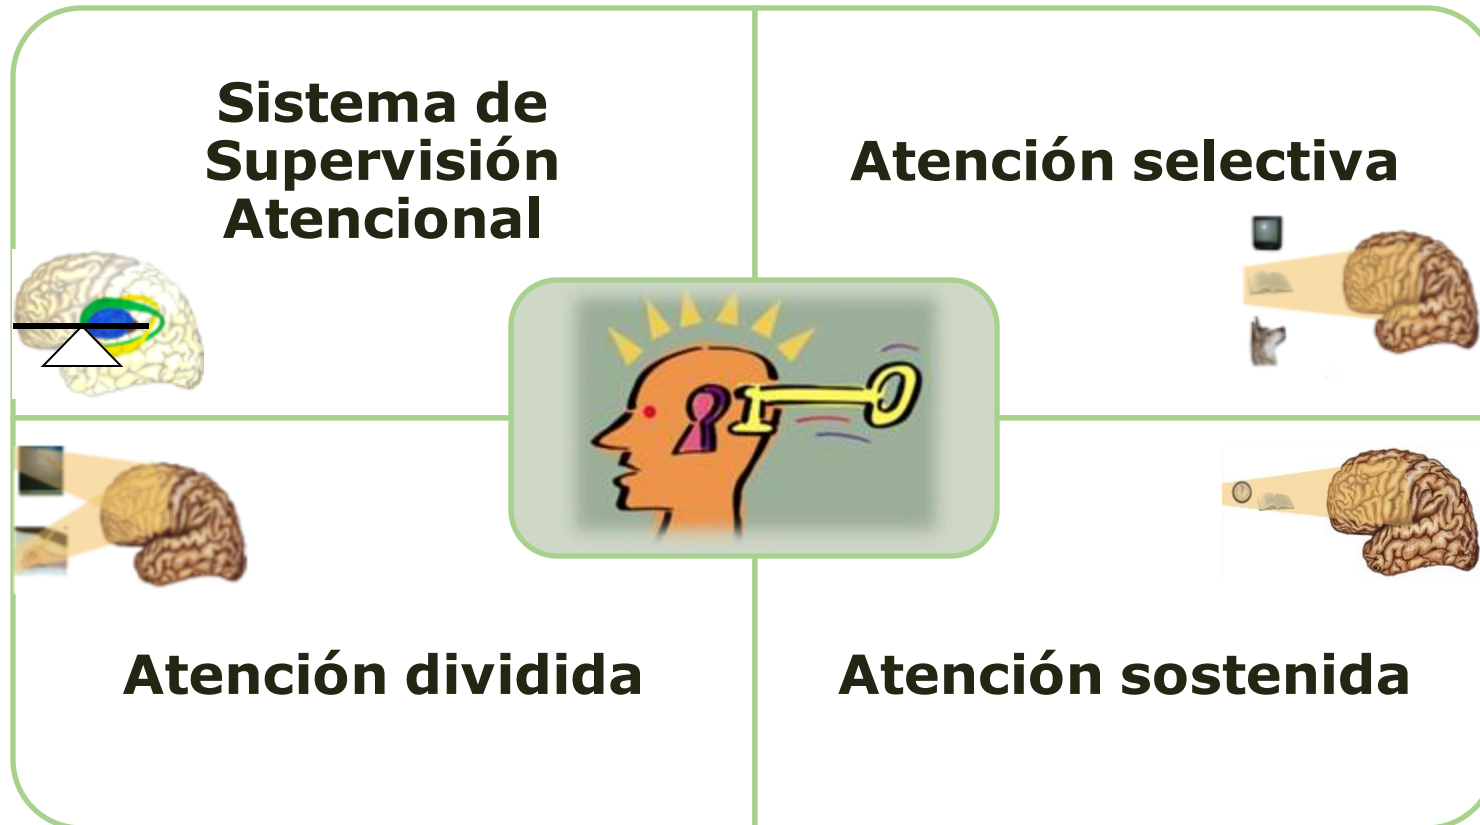 Sistema de
Supervisión
Atencional
Atención selectiva
Atención dividida
Atención sostenida